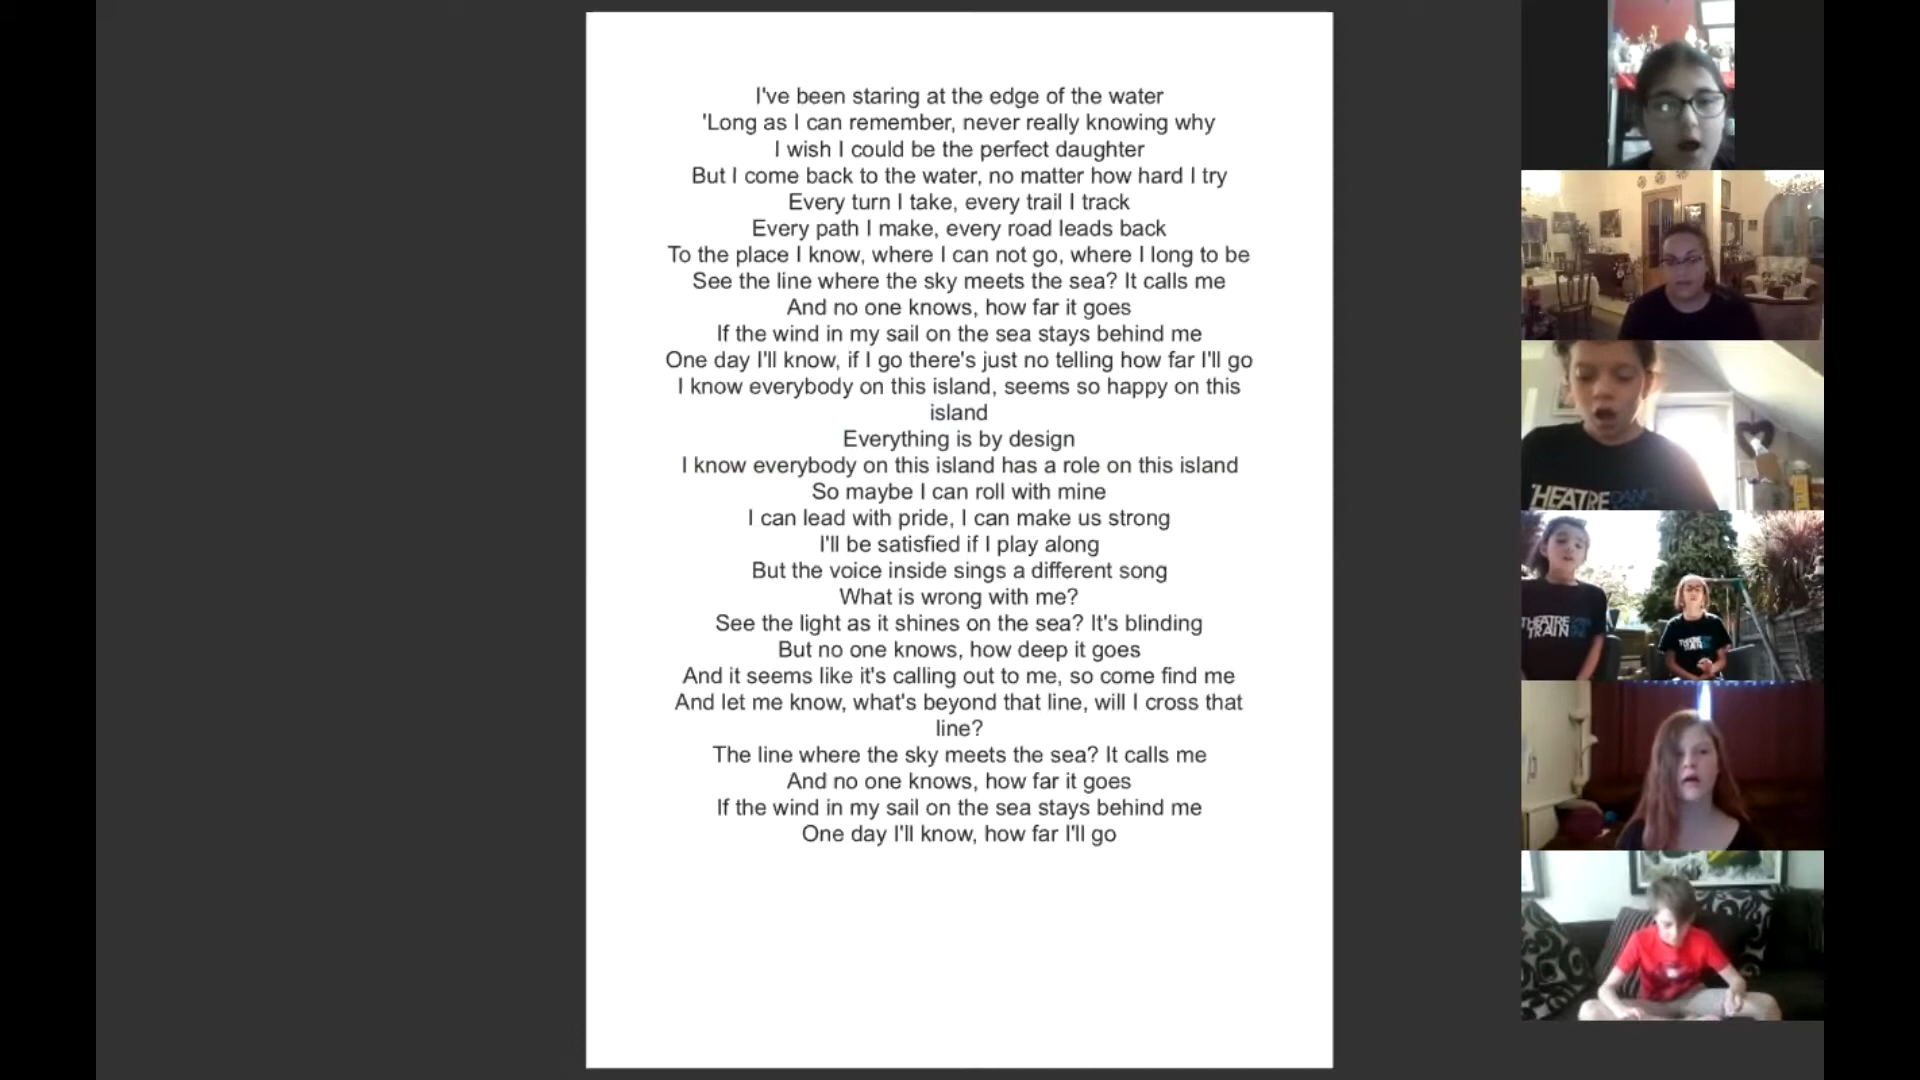 I've been staring at the edge of the water
'Long as I can remember, never really knowing why
I wish I could be the perfect daughter
But I come back to the water, no matter how hard I try
Every turn I take, every trail I track
Every path I make, every road leads back
To the place I know, where I can not go, where I long to be
See the line where the sky meets the sea? It calls me
And no one knows, how far it goes
If the wind in my sail on the sea stays behind me
One day I'll know, if I go there's just no telling how far I'll go
I know everybody on this island, seems so happy on this
island
Everything is by design
I know everybody on this island has a role on this island
So maybe I can roll with mine
I can lead with pride, I can make us strong
I'll be satisfied if I play along
But the voice inside sings a different song
What is wrong with me?
See the light as it shines on the sea? It's blinding
But no one knows, how deep it goes
And it seems like it's calling out to me, so come find me
And let me know, what's beyond that line, will I cross that
line?
The line where the sky meets the sea? It calls me
And no one knows, how far it goes
If the wind in my sail on the sea stays behind me
One day I'll know, how far I'll go
THEATRE
THEATRE
TRAIN
THEATRE
TRAIN